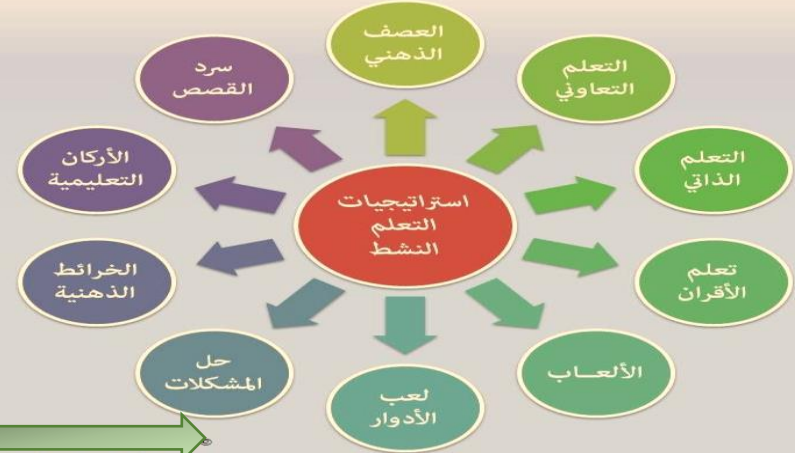 العصف
الذهني
التعلم
التعاوني
التعلم
الذاتي
تعلم
الأقران
الألعــاب
لعب
الأدوار
حل
المشكلات
الخرائط
الذهنية
الأركان
التعليمية
سرد
القصص
استراتيجيات
التعلم
النشط